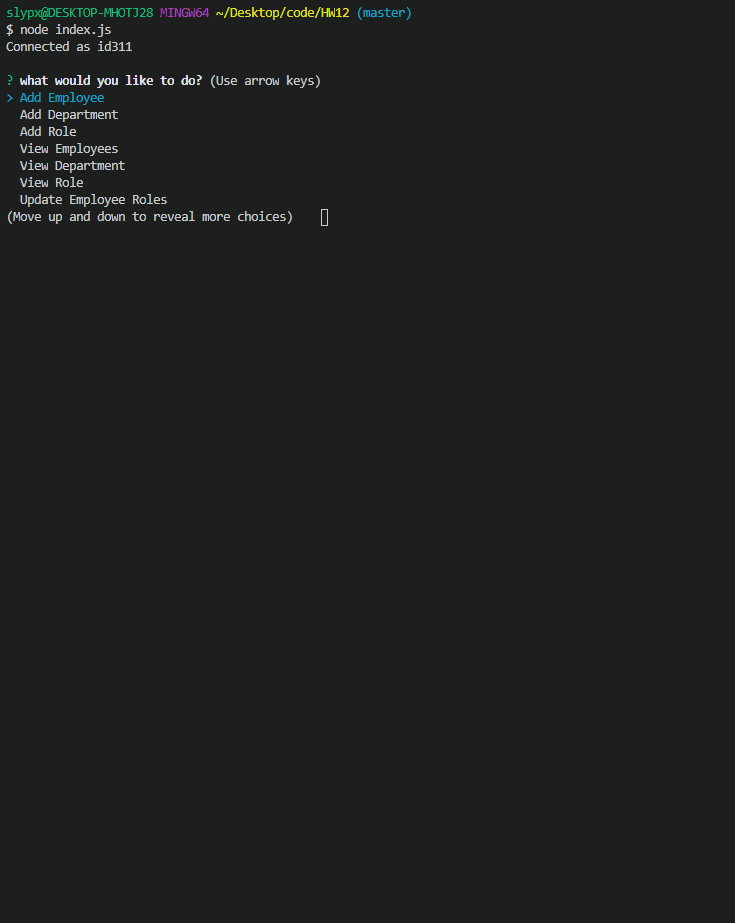 slypx@DESKTOP-MHOTJ28 MINGW64 ~/Desktop/code/HW12 (master)
$ node index.js
Connected as id311
? what would you like to do? (Use arrow keys)
> Add Employee
Add Department
Add Role
View Employees
View Department
View Role
Update Employee Roles
(Move up and down to reveal more choices)